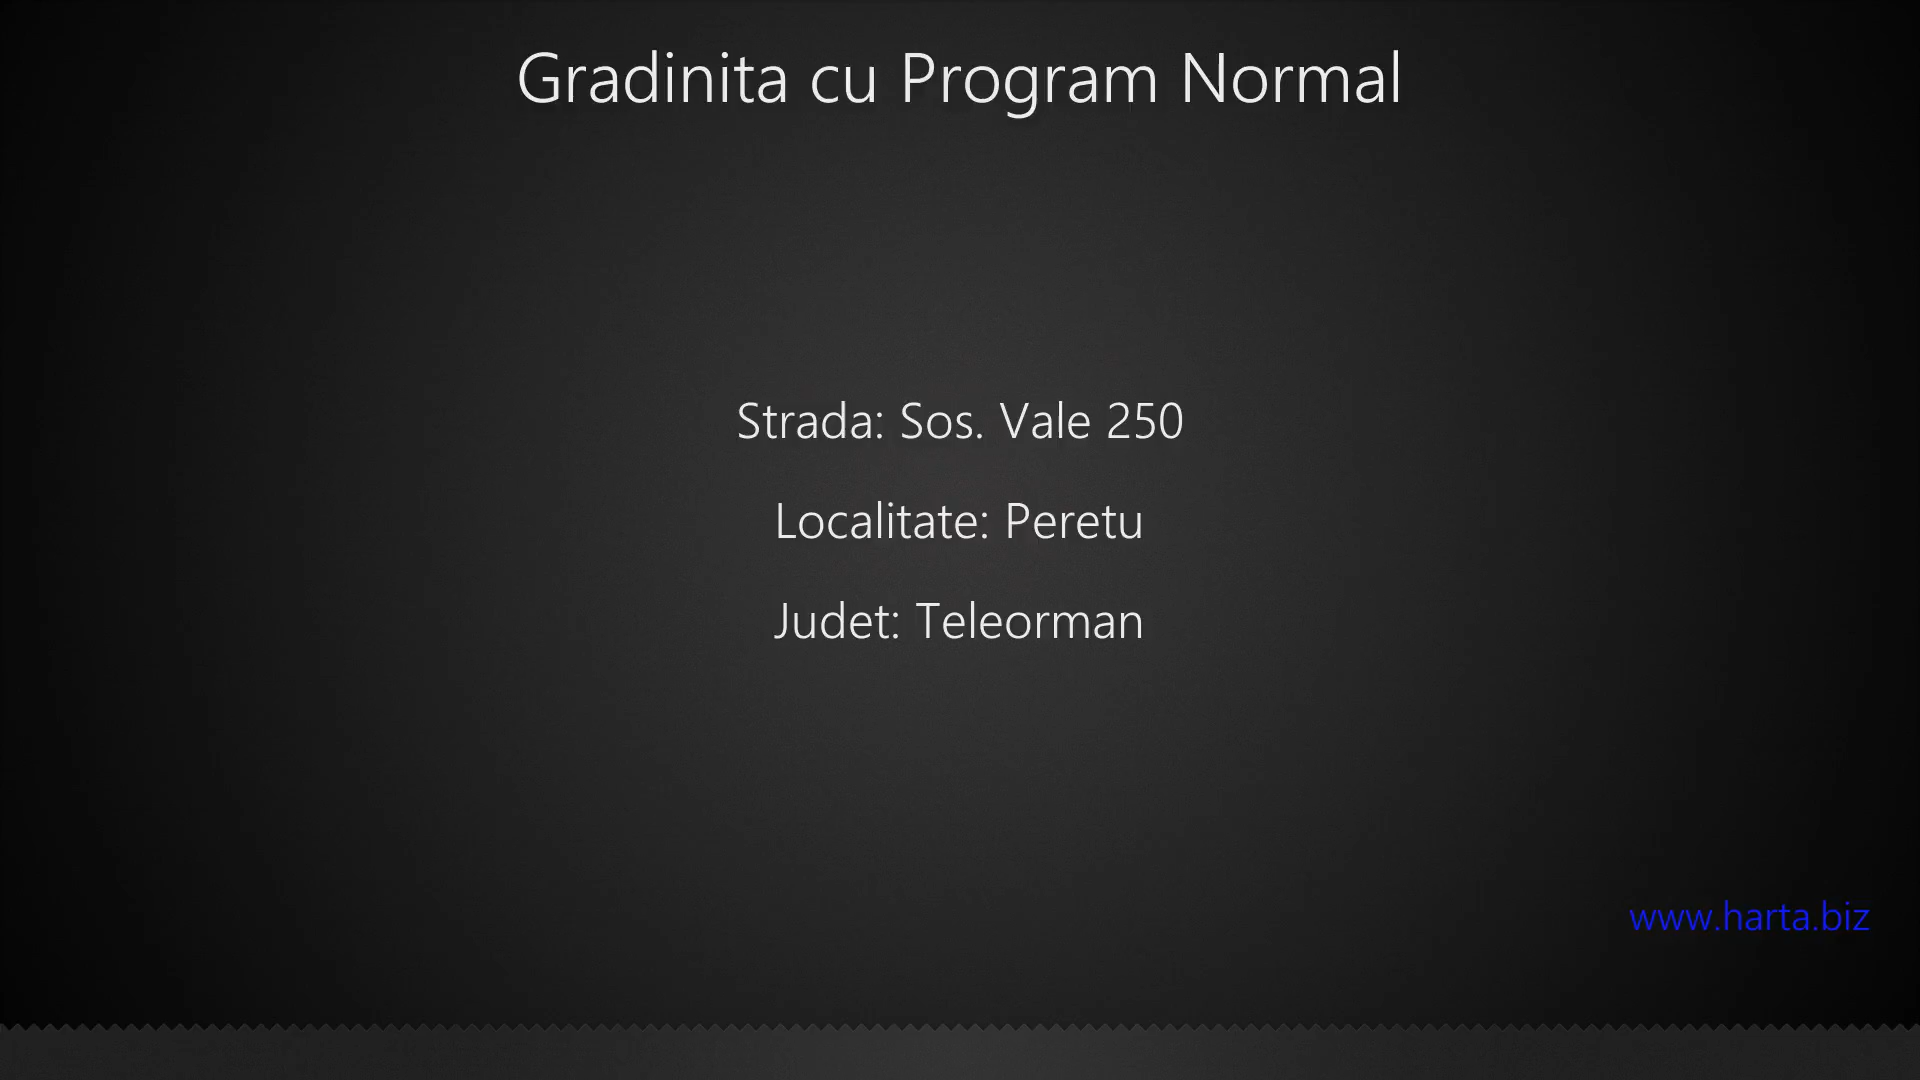 Gradinita cu Program Normal
Strada: Sos. Vale 250
Localitate: Peretu
Judet: Teleorman
www.harta.biz